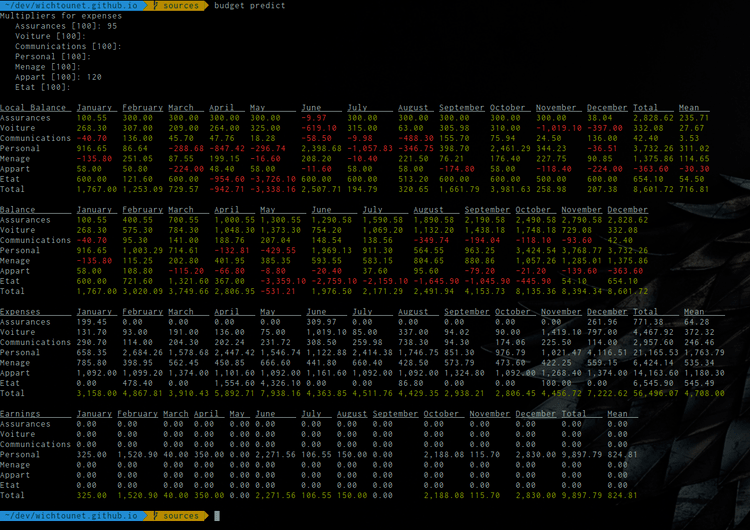 ~/dev/wichtounet.github.io sources budget predict
Multipliers for expenses
Assurances [100]: 95
Voiture [100]:
Communications [100]:
Personal [100]:
Menage [100]:
Appart [100]: 120
Etat [100]:
Local Balance January February March April May June July August September October November December Total Mean
Assurances 100.55 300.00 300.00 300.00 300.00 -9.97 300.00 300.00 300.00 300.00 300.00 38.04 2,828.62 235.71
Voiture 268.30 307.00 209.00 264.00 325.00 -619.10 315.00 63.00 305.98 310.00 -1,019.10 -397.00 332.08 27.67
Communications -40.70 136.00 45.70 47.76 18.28 -58.50 -9.98 -488.30 155.70 75.94 24.50 136.00 42.40 3.53
Personal 916.65 86.64 -288.68 -847.42 -296.74 2,398.68 -1,057.83 -346.75 398.70 2,461.29 344.23 -36.51 3,732.26 311.02
Menage -135.80 251.05 87.55 199.15 -16.60 208.20 -10.40 221.50 76.21 176.40 227.75 90.85 1,375.86 114.65
Appart 58.00 50.80 -224.00 48.40 58.00 -11.60 58.00 58.00 -174.80 58.00 -118.40 -224.00 -363.60 -30.30
Etat 600.00 121.60 600.00 -954.60 -3,726.10 600.00 600.00 513.20 600.00 600.00 500.00 600.00 654.10 54.50
Total 1,767.00 1,253.09 729.57 -942.71 -3,338.16 2,507.71 194.79 320.65 1,661.79 3,981.63 258.98 207.38 8,601.72 716.81
Balance January February March April May June July August September October November December
Assurances 100.55 400.55 700.55 1,000.55 1,300.55 1,290.58 1,590.58 1,890.58 2,190.58 2,490.58 2,790.58 2,828.62
Voiture 268.30 575.30 784.30 1,048.30 1,373.30 754.20 1,069.20 1,132.20 1,438.18 1,748.18 729.08 332.08
Communications -40.70 95.30 141.00 188.76 207.04 148.54 138.56 -349.74 -194.04 -118.10 -93.60 42.40
Personal 916.65 1,003.29 714.61 -132.81 -429.55 1,969.13 911.30 564.55 963.25 3,424.54 3,768.77 3,732.26
Menage -135.80 115.25 202.80 401.95 385.35 593.55 583.15 804.65 880.86 1,057.26 1,285.01 1,375.86
Appart 58.00 108.80 -115.20 -66.80 -8.80 -20.40 37.60 95.60 -79.20 -21.20 -139.60 -363.60
Etat 600.00 721.60 1,321.60 367.00 -3,359.10 -2,759.10 -2,159.10 -1,645.90 -1,045.90 -445.90 54.10 654.10
Total 1,767.00 3,020.09 3,749.66 2,806.95 -531.21 1,976.50 2,171.29 2,491.94 4,153.73 8,135.36 8,394.34 8,601.72
Expenses January February March April May June July August September October November December Total Mean
Assurances 199.45 0.00 0.00 0.00 0.00 309.97 0.00 0.00 0.00 0.00 0.00 261.96 771.38 64.28
Voiture 131.70 93.00 191.00 136.00 75.00 1,019.10 85.00 337.00 94.02 90.00 1,419.10 797.00 4,467.92 372.32
Communications 290.70 114.00 204.30 202.24 231.72 308.50 259.98 738.30 94.30 174.06 225.50 114.00 2,957.60 246.46
Personal 658.35 2,684.26 1,578.68 2,447.42 1,546.74 1,122.88 2,414.38 1,746.75 851.30 976.79 1,021.47 4,116.51 21,165.53 1,763.79
Menage 785.80 398.95 562.45 450.85 666.60 441.80 660.40 428.50 573.79 473.60 422.25 559.15 6,424.14 535.34
Appart 1,092.00 1,099.20 1,374.00 1,101.60 1,092.00 1,161.60 1,092.00 1,092.00 1,324.80 1,092.00 1,268.40 1,374.00 14,163.60 1,180.30
Etat 0.00 478.40 0.00 1,554.60 4,326.10 0.00 0.00 86.80 0.00 0.00 100.00 0.00 6,545.90 545.49
Total 3,158.00 4,867.81 3,910.43 5,892.71 7,938.16 4,363.85 4,511.76 4,429.35 2,938.21 2,806.45 4,456.72 7,222.62 56,496.07 4,708.00
Earnings January February March April May June July August September October November December Total Mean
Assurances 0.00 0.00 0.00 0.00 0.00 0.00 0.00 0.00 0.00 0.00 0.00 0.00 0.00 0.00
Voiture 0.00 0.00 0.00 0.00 0.00 0.00 0.00 0.00 0.00 0.00 0.00 0.00 0.00 0.00
Communications 0.00 0.00 0.00 0.00 0.00 0.00 0.00 0.00 0.00 0.00 0.00 0.00 0.00 0.00
Personal 325.00 1,520.90 40.00 350.00 0.00 2,271.56 106.55 150.00 0.00 2,188.08 115.70 2,830.00 9,897.79 824.81
Menage 0.00 0.00 0.00 0.00 0.00 0.00 0.00 0.00 0.00 0.00 0.00 0.00 0.00 0.00
Appart 0.00 0.00 0.00 0.00 0.00 0.00 0.00 0.00 0.00 0.00 0.00 0.00 0.00 0.00
Etat 0.00 0.00 0.00 0.00 0.00 0.00 0.00 0.00 0.00 0.00 0.00 0.00 0.00 0.00
Total 325.00 1,520.90 40.00 350.00 0.00 2,271.56 106.55 150.00 0.00 2,188.08 115.70 2,830.00 9,897.79 824.81
~/dev/wichtounet.github.io sources